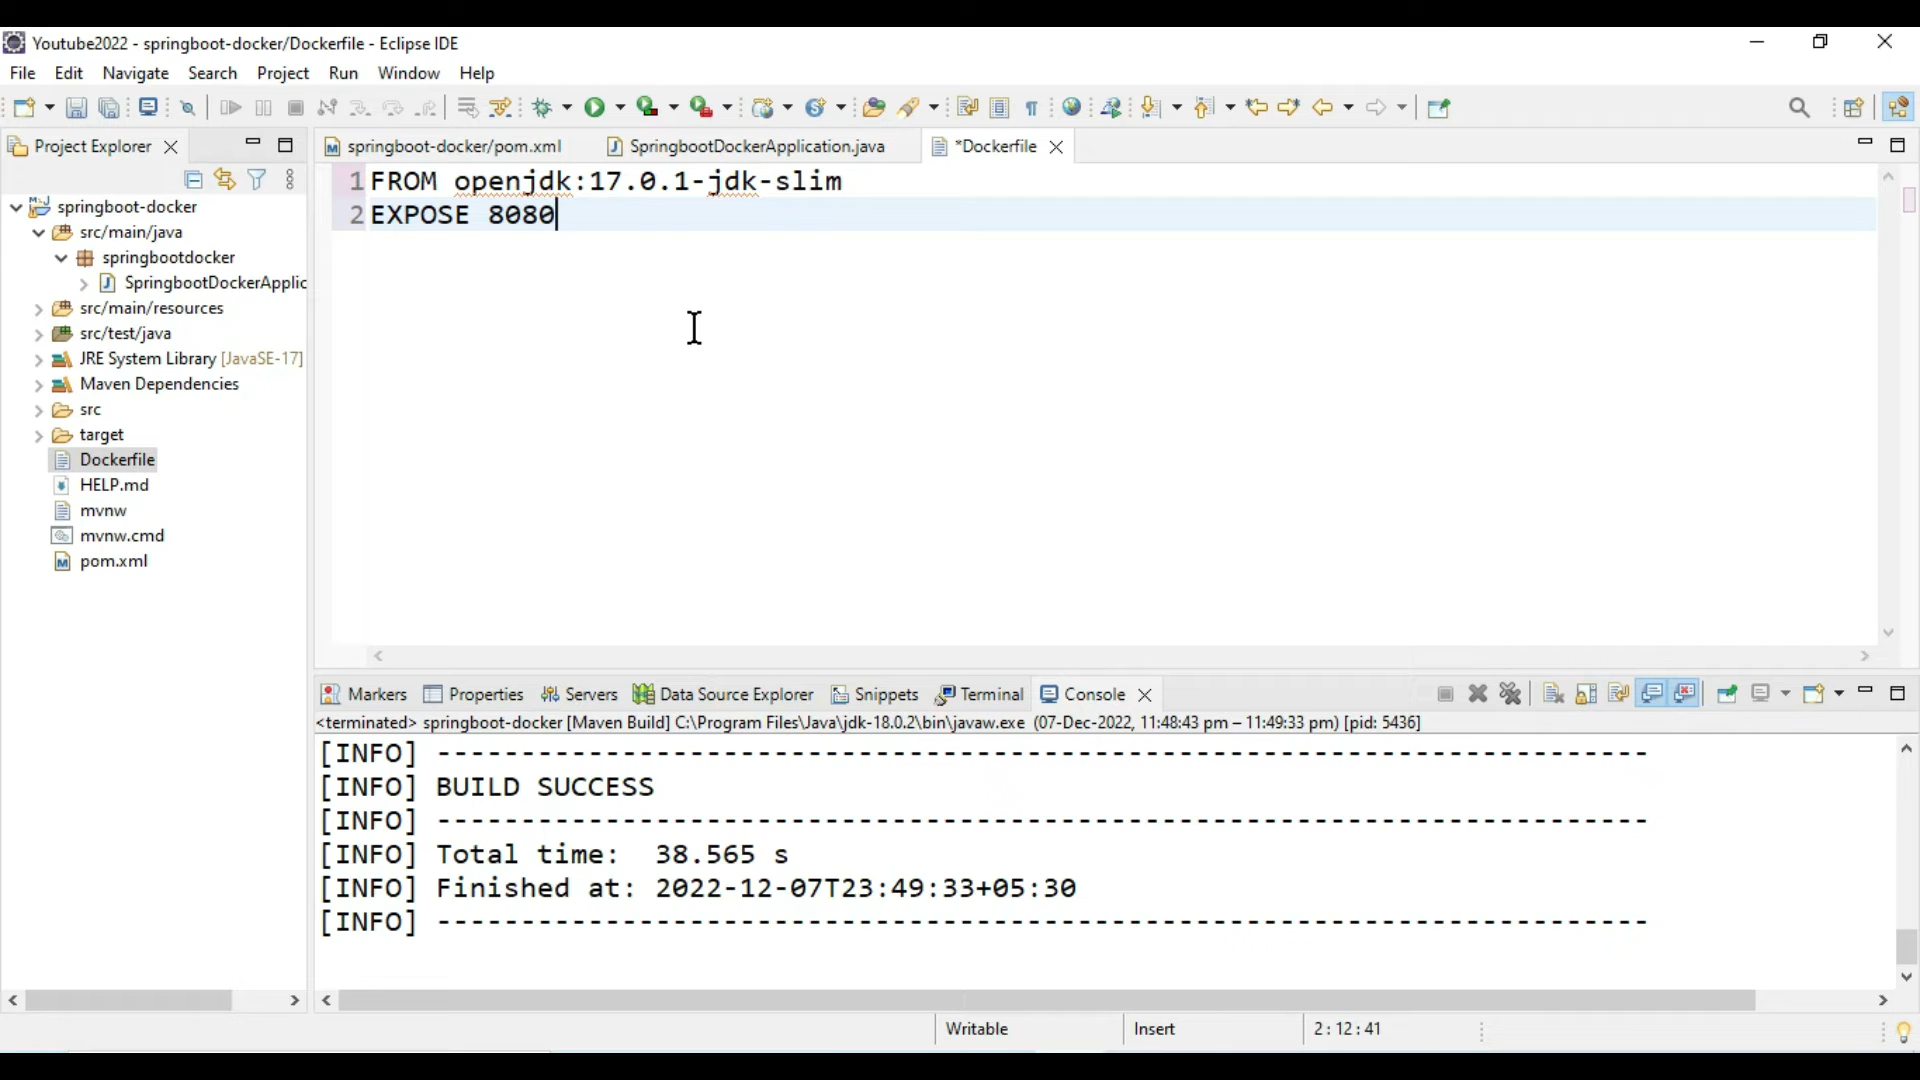 Youtube2022 - springboot-docker/Dockerfile - Eclipse IDE
File Edit Navigate Search Project Run Window Help
Project Explorer
springboot-docker/pom.xml SpringbootDockerApplication.java *Dockerfile
springboot-docker
src/main/java
springbootdocker
SpringbootDockerApplic
src/main/resources
src/test/java
JRE System Library [JavaSE-17]
Maven Dependencies
src
target
Dockerfile
HELP.md
mvnw
mvnw.cmd
pom.xml
1 FROM openjdk:17.0.1-jdk-slim
2 EXPOSE 8080
Markers Properties Servers Data Source Explorer Snippets Terminal Console
<terminated> springboot-docker [Maven Build] C:\Program Files\Java\jdk-18.0.2\bin\javaw.exe (07-Dec-2022, 11:48:43 pm – 11:49:33 pm) [pid: 5436]
[INFO] ------------------------------------------------------------------------
[INFO] BUILD SUCCESS
[INFO] ------------------------------------------------------------------------
[INFO] Total time:  38.565 s
[INFO] Finished at: 2022-12-07T23:49:33+05:30
[INFO] ------------------------------------------------------------------------
Writable Insert 2 : 12 : 41